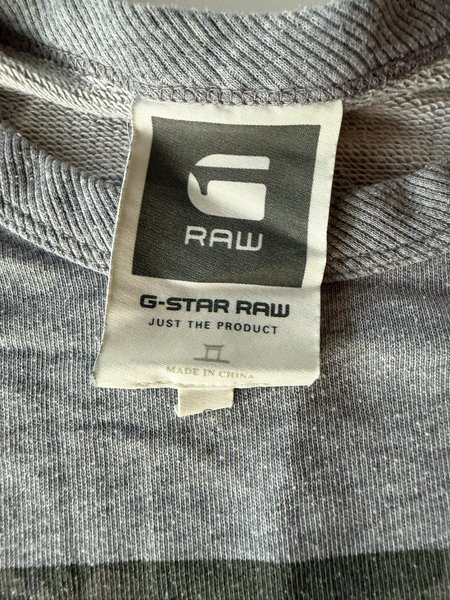 G
RAW
G-STAR RAW
JUST THE PRODUCT
MADE IN CHINA